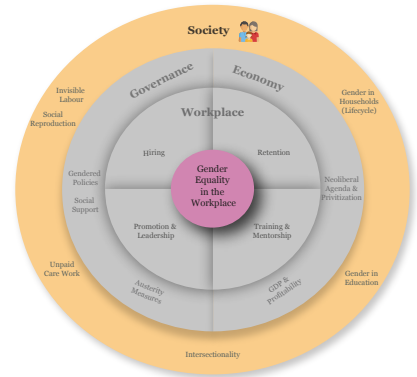 Society
Governance
Economy
Invisible
Labour
Social
Reproduction
Gender in
Households
(Lifecycle)
Workplace
Hiring
Retention
Gender
Equality
in the
Workplace
Gendered
Policies
Social
Support
Neoliberal
Agenda &
Privitization
Promotion &
Leadership
Training &
Mentorship
Unpaid
Care Work
Austerity
Measures
GDP &
Profitability
Gender in
Education
Intersectionality